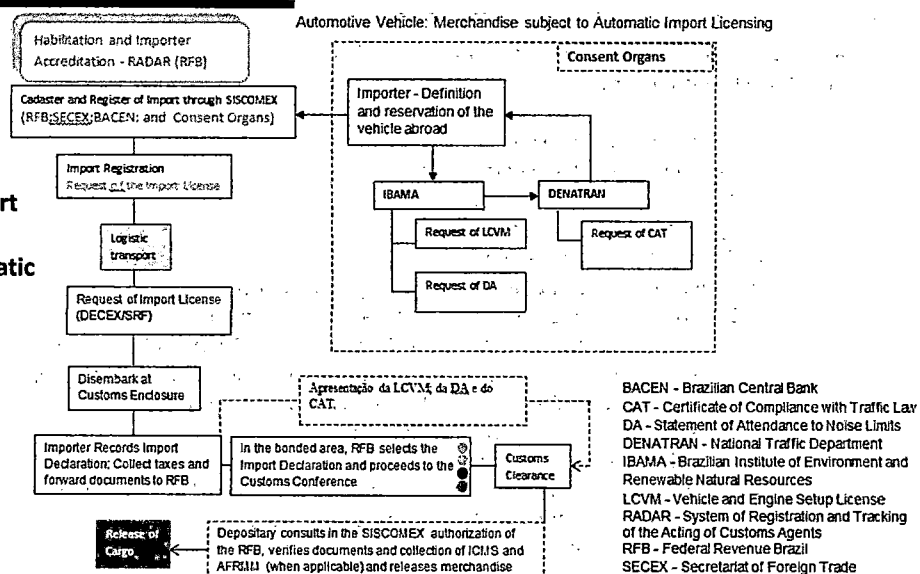 Automotive Vehicle: Merchandise subject to Automatic Import Licensing
Habilitation and Importer
Accreditation - RADAR (RFB)
Cadaster and Register of Import through SISCOMEX
(RFB;SECEX;BACEN; and Consent Organs)
Import Registration
Request of the Import License
rt
Logistic
transport
atic
Request of Import License
(DECEX/SRF)
Disembark at
Customs Enclosure
Importer Records Import
Declaration; Collect taxes and
forward documents to RFB
Consent Organs
Importer - Definition
and reservation of the
vehicle abroad
IBAMA
DENATRAN
Request of LCVM
Request of CAT
Request of DA
Apresentação da LCVM; da DA e do
CAT.
In the bonded area, RFB selects the
Import Declaration and proceeds to the
Customs Conference
Customs
Clearance
Release of
Cargo
Depositary consults in the SISCOMEX authorization of
the RFB, verifies documents and collection of ICMS and
AFRMM (when applicable) and releases merchandise
BACEN - Brazilian Central Bank
CAT - Certificate of Compliance with Traffic Law
DA - Statement of Attendance to Noise Limits
DENATRAN - National Traffic Department
IBAMA - Brazilian Institute of Environment and
Renewable Natural Resources
LCVM - Vehicle and Engine Setup License
RADAR - System of Registration and Tracking
of the Acting of Customs Agents
RFB - Federal Revenue Brazil
SECEX - Secretariat of Foreign Trade